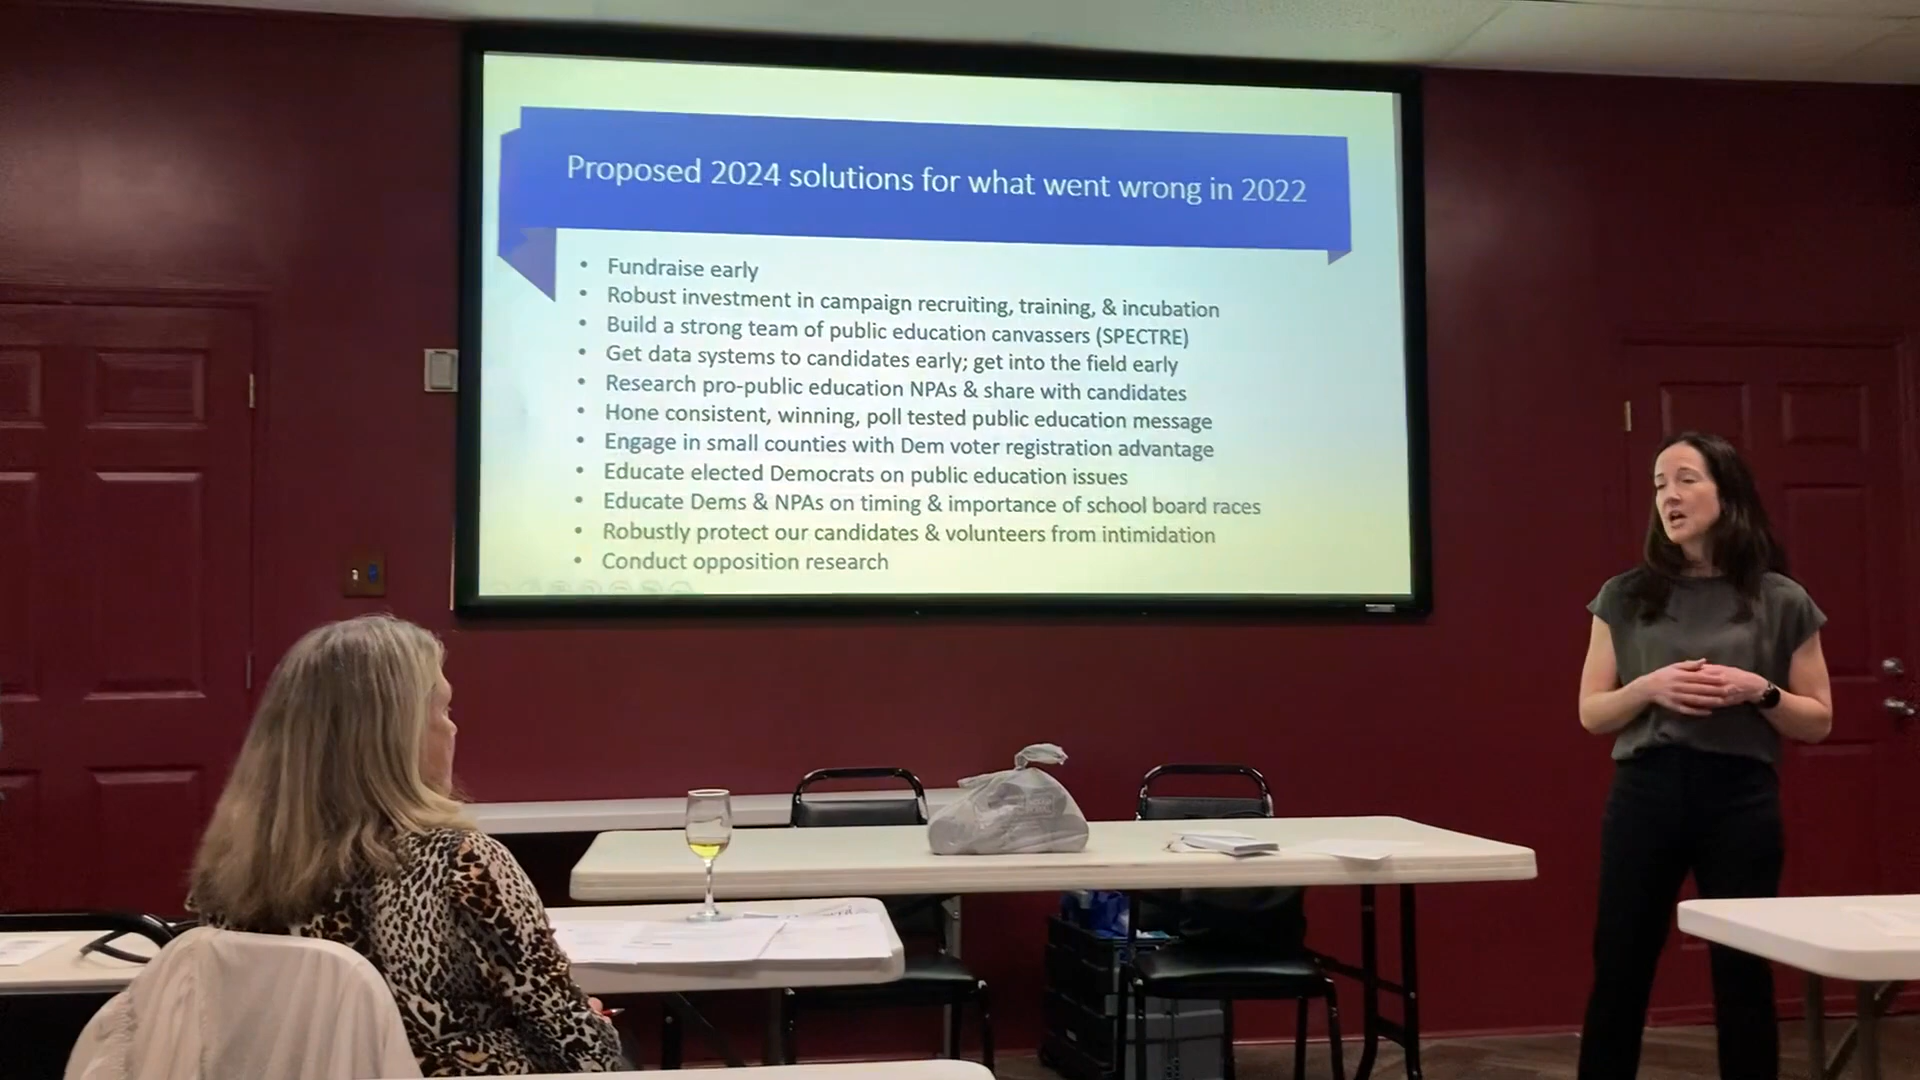 Proposed 2024 solutions for what went wrong in 2022
• Fundraise early
• Robust investment in campaign recruiting, training, & incubation
• Build a strong team of public education canvassers (SPECTRE)
• Get data systems to candidates early; get into the field early
• Research pro-public education NPAs & share with candidates
• Hone consistent, winning, poll tested public education message
• Engage in small counties with Dem voter registration advantage
• Educate elected Democrats on public education issues
• Educate Dems & NPAs on timing & importance of school board races
• Robustly protect our candidates & volunteers from intimidation
• Conduct opposition research